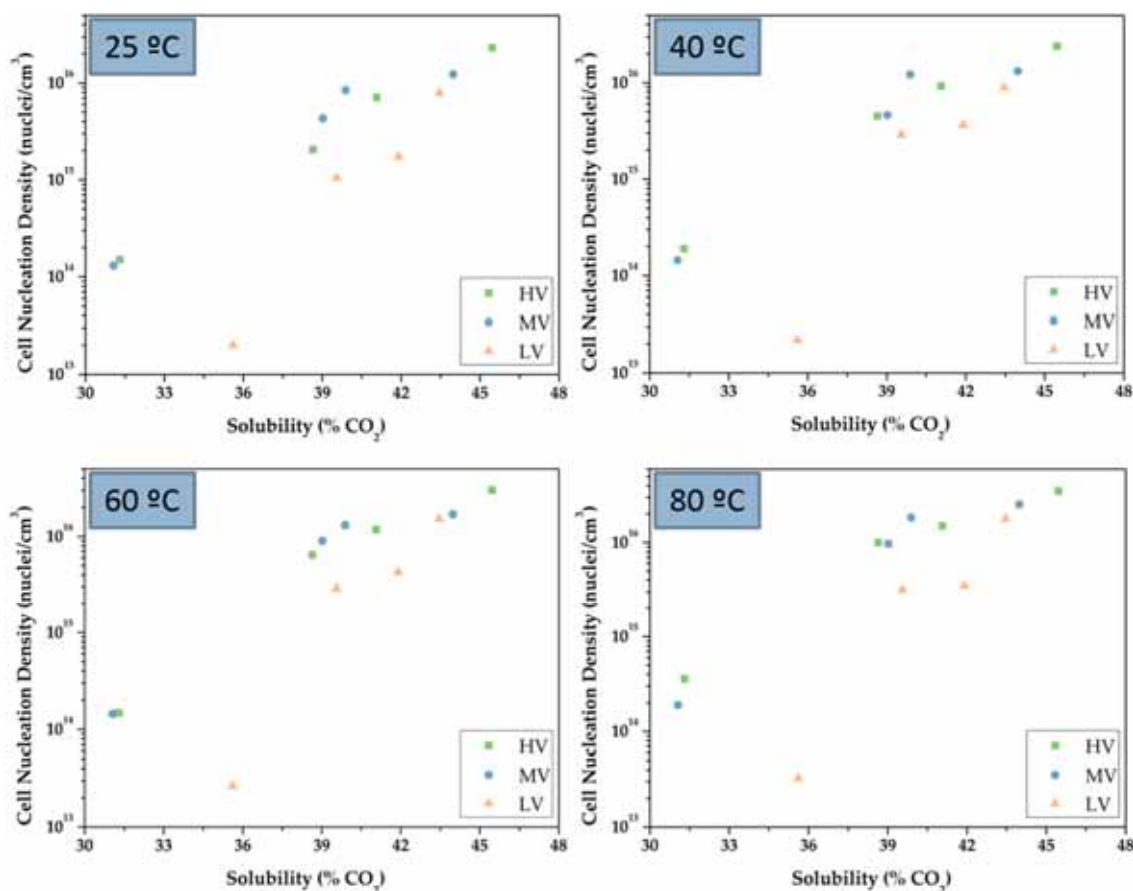 25 ºC
Cell Nucleation Density (nuclei/cm³)
10¹⁶
10¹⁵
10¹⁴
10¹³
30 33 36 39 42 45 48
Solubility (% CO₂)
HV
MV
LV
40 ºC
Cell Nucleation Density (nuclei/cm³)
10¹⁶
10¹⁵
10¹⁴
10¹³
30 33 36 39 42 45 48
Solubility (% CO₂)
HV
MV
LV
60 ºC
Cell Nucleation Density (nuclei/cm³)
10¹⁶
10¹⁵
10¹⁴
10¹³
30 33 36 39 42 45 48
Solubility (% CO₂)
HV
MV
LV
80 ºC
Cell Nucleation Density (nuclei/cm³)
10¹⁶
10¹⁵
10¹⁴
10¹³
30 33 36 39 42 45 48
Solubility (% CO₂)
HV
MV
LV